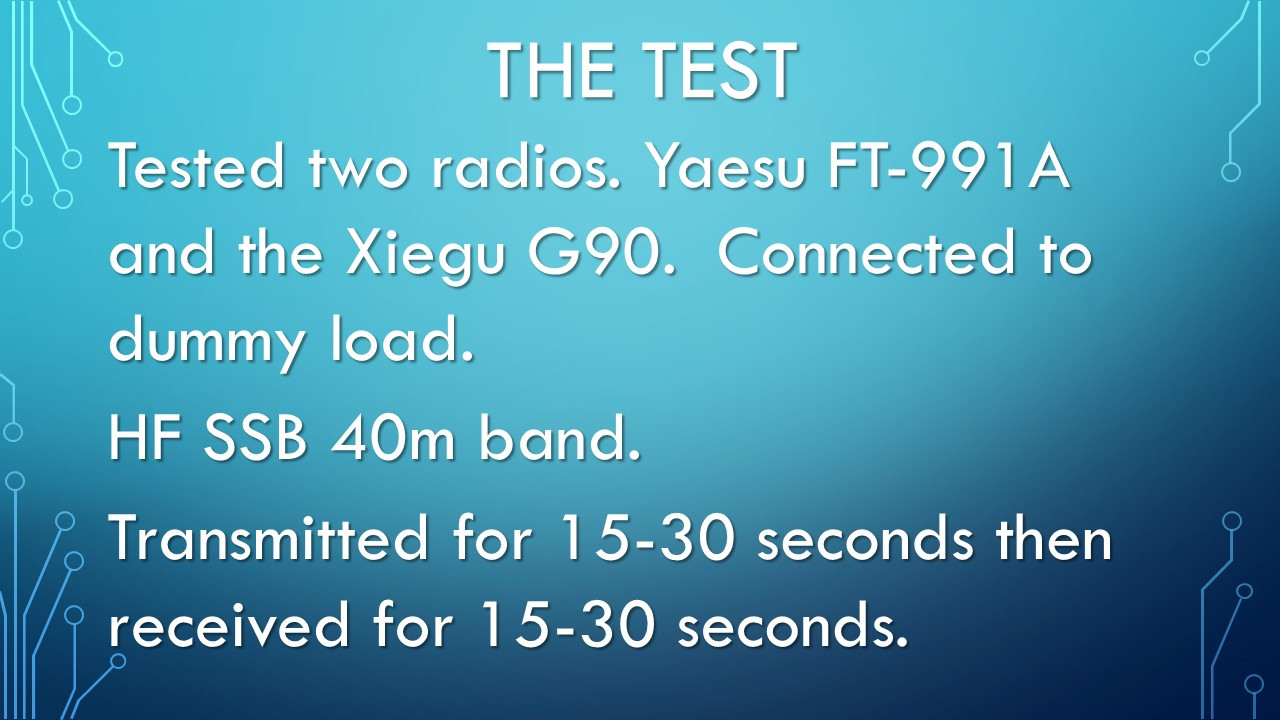 THE TEST
Tested two radios. Yaesu FT-991A
and the Xiegu G90.  Connected to
dummy load.
HF SSB 40m band.
Transmitted for 15-30 seconds then
received for 15-30 seconds.